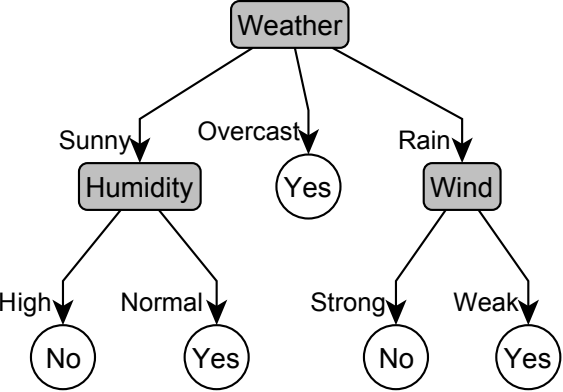 Weather
Sunny
Overcast
Rain
Humidity
Yes
Wind
High
Normal
Strong
Weak
No
Yes
No
Yes